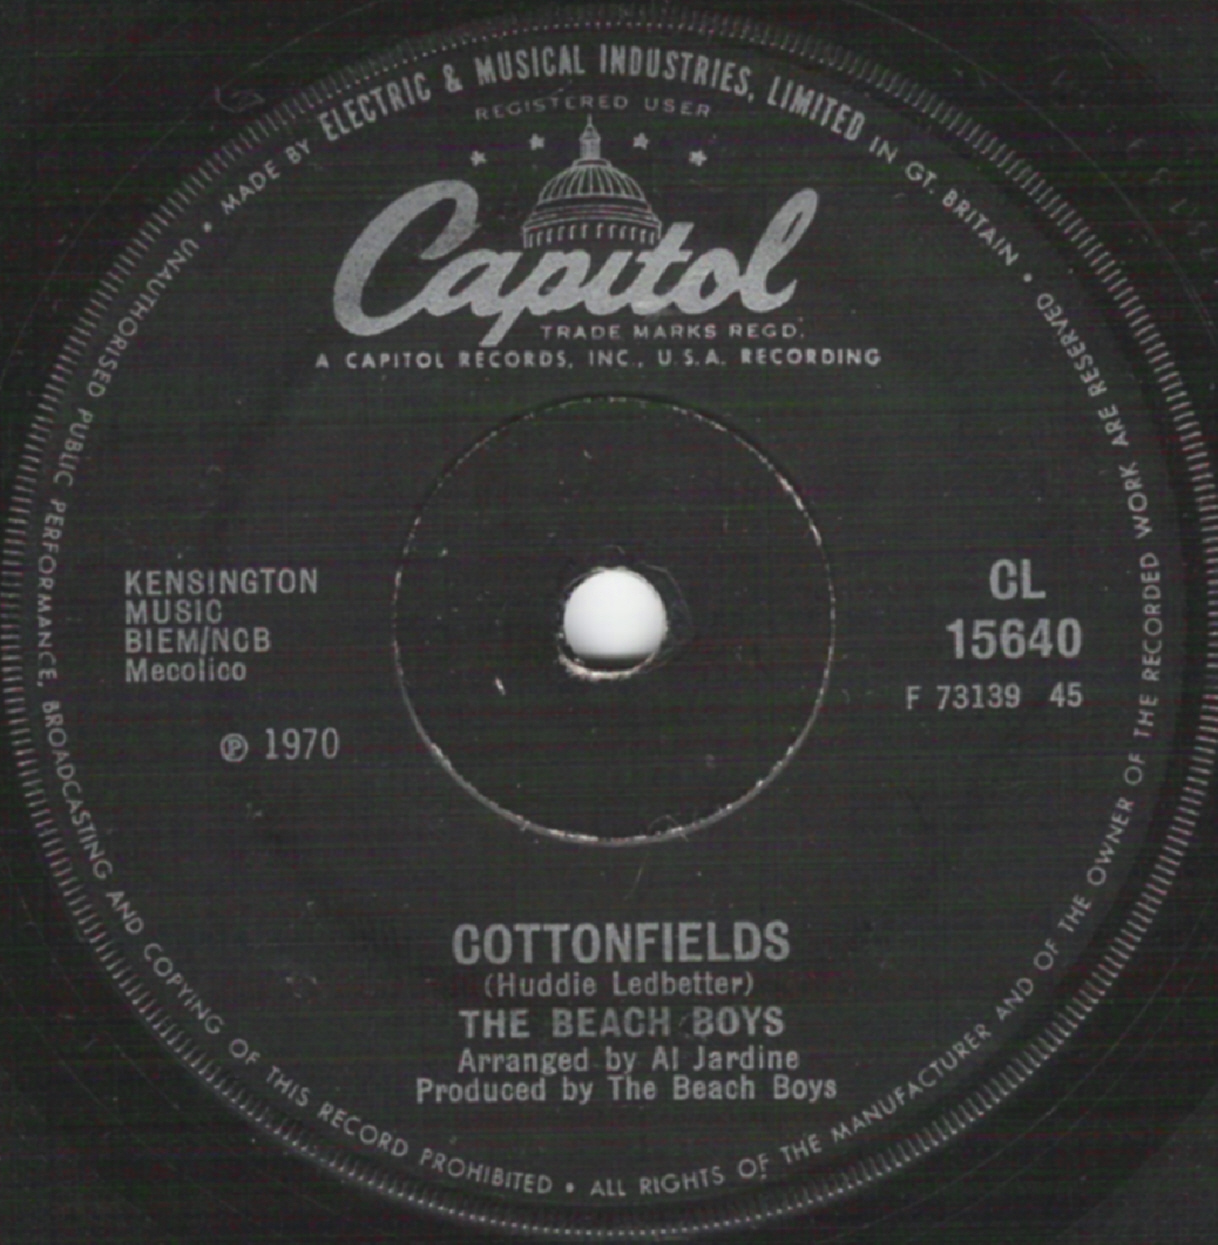 MADE BY ELECTRIC & MUSICAL INDUSTRIES, LIMITED IN GT. BRITAIN • ALL RIGHTS OF THE MANUFACTURER AND OF THE OWNER OF THE RECORDED WORK ARE RESERVED • UNAUTHORISED PUBLIC PERFORMANCE, BROADCASTING AND COPYING OF THIS RECORD PROHIBITED •
REGISTERED USER
Capitol
TRADE MARKS REGD.
A CAPITOL RECORDS, INC., U.S.A. RECORDING
KENSINGTON
MUSIC
BIEM/NCB
Mecolico
℗ 1970
CL
15640
F 73139 45
COTTONFIELDS
(Huddie Ledbetter)
THE BEACH BOYS
Arranged by Al Jardine
Produced by The Beach Boys